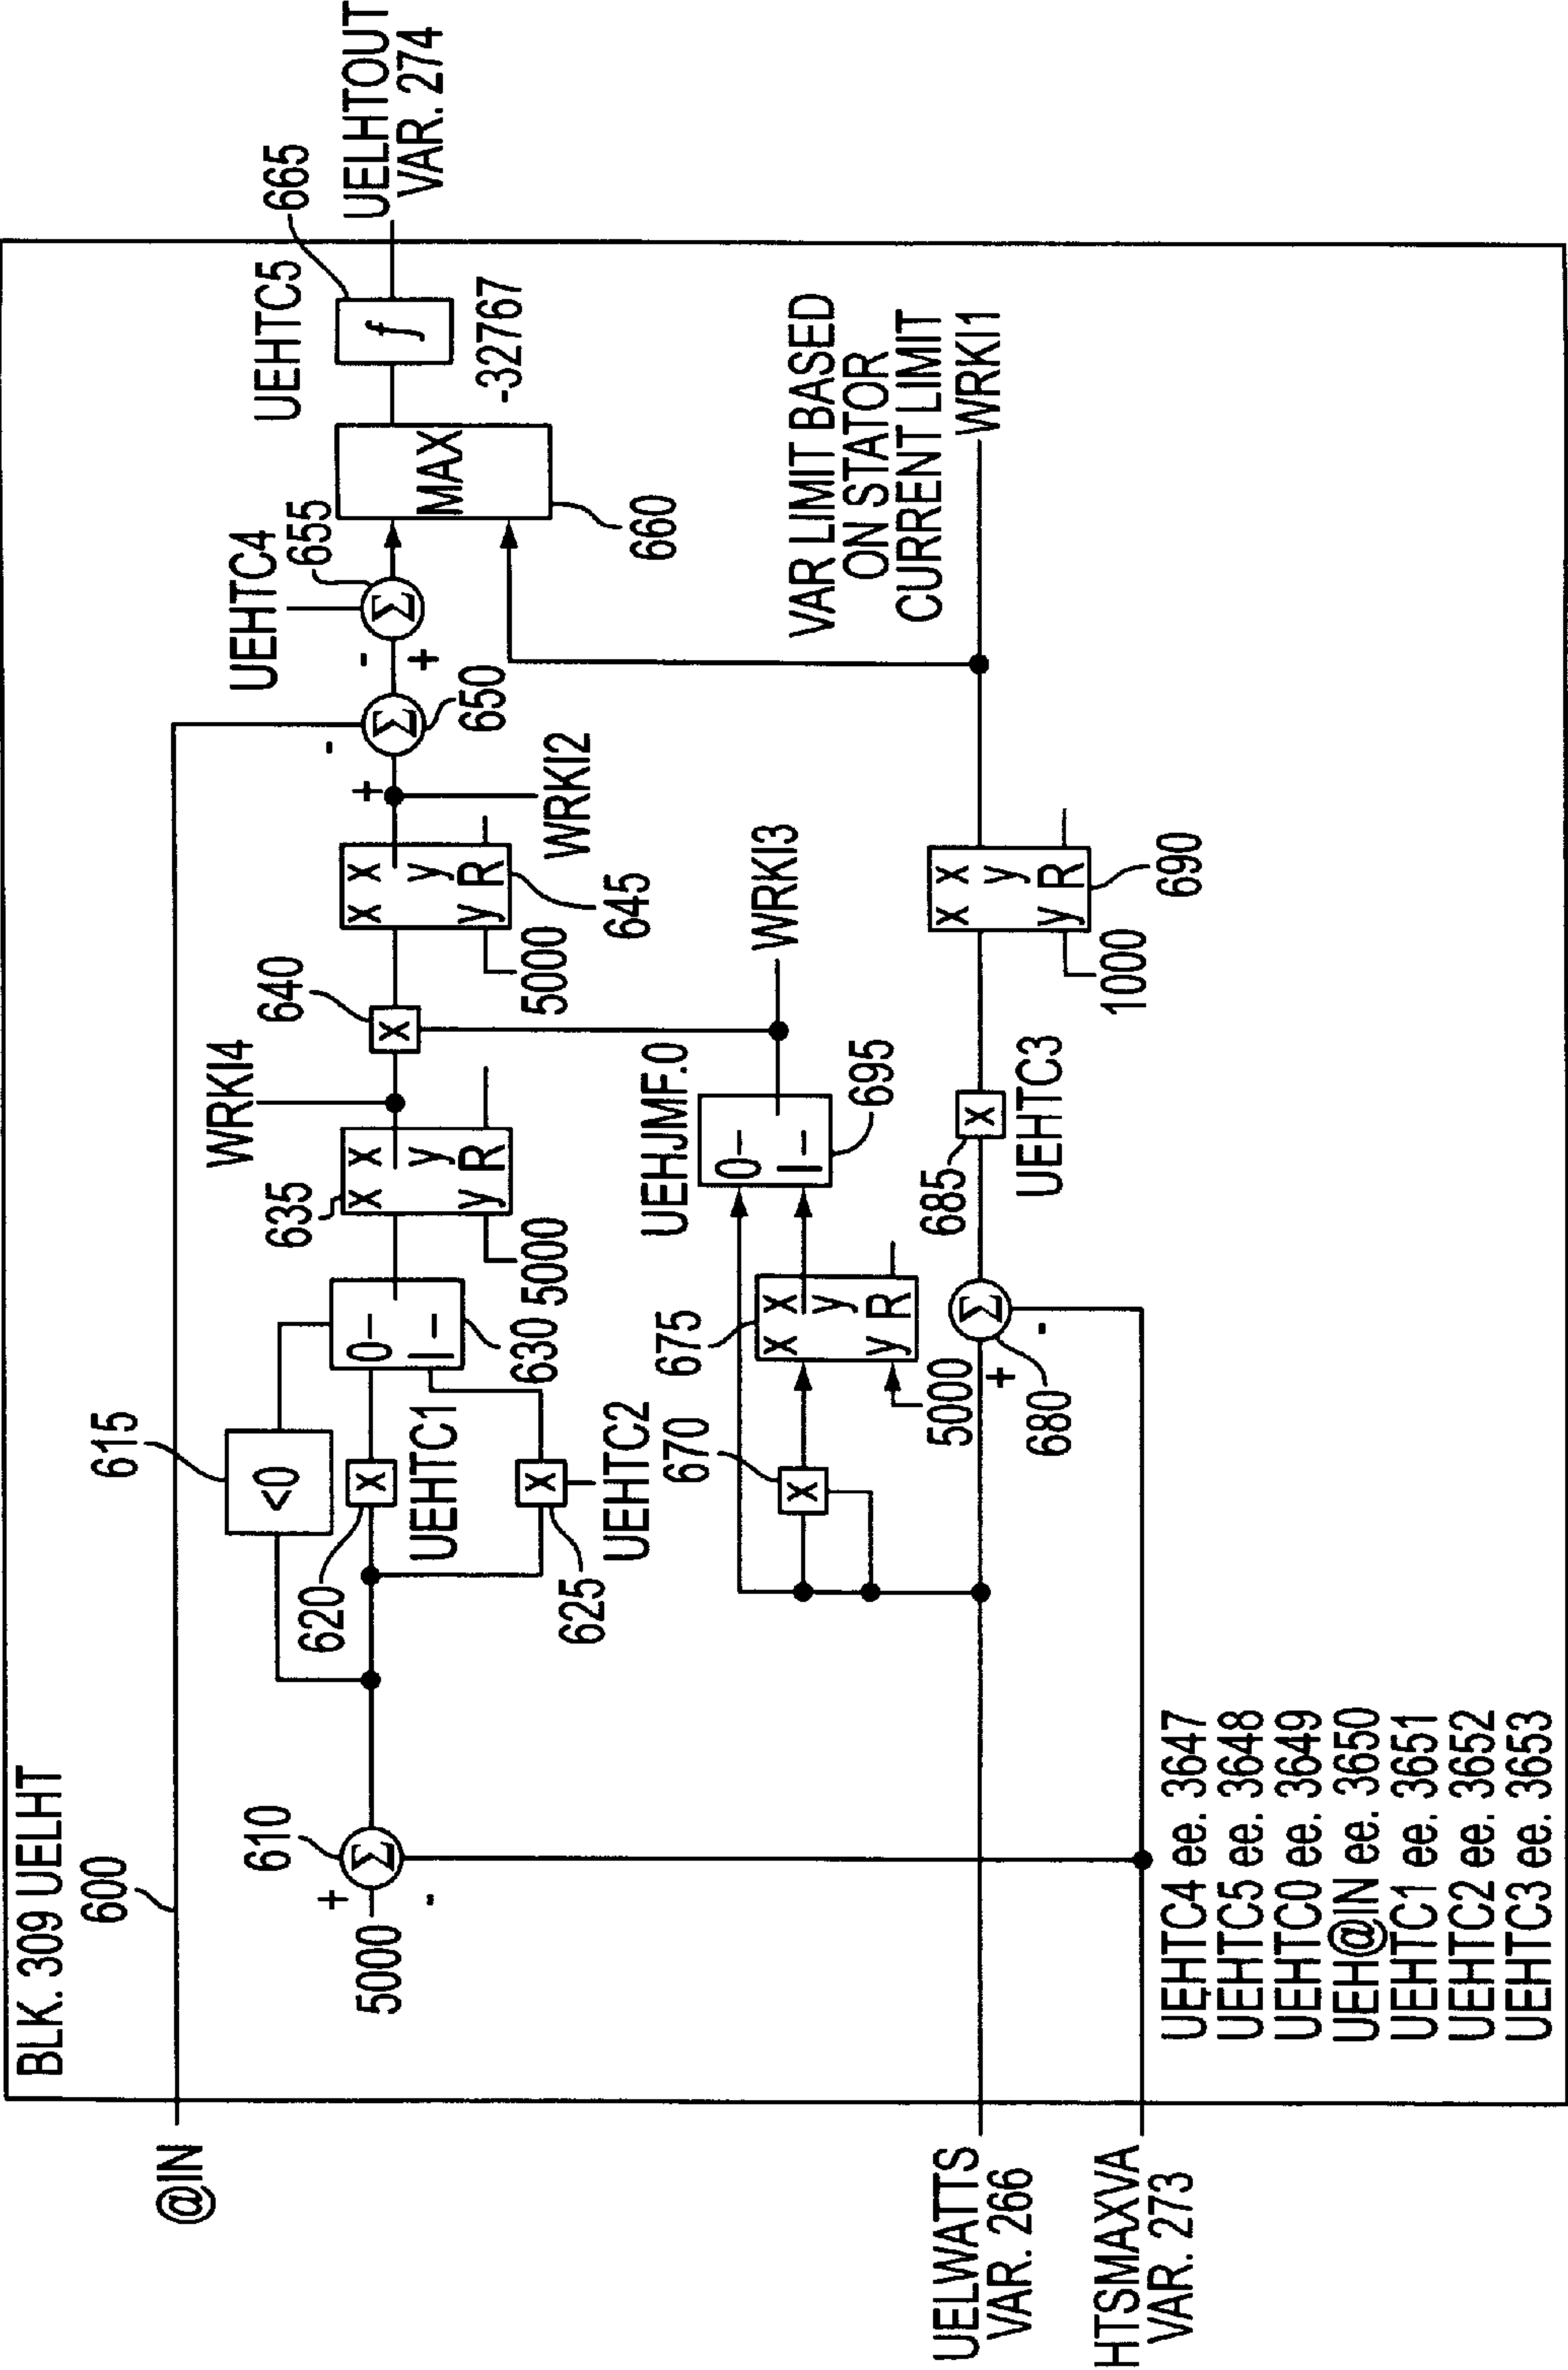 BLK. 309 UELHT
600
@IN
UELWATTS
VAR. 266
HTSMAXVA
VAR. 273
5000
+
-
Σ
610
615
<0
620
X
UEHTC1
625
X
UEHTC2
630
0–
I–
635
X X
y
y R
5000
WRKI4
640
X
645
X X
y
y R
5000
WRKI2
+
-
Σ
650
-
+
Σ
655
UEHTC4
MAX
660
UEHTC5
f
665
-32767
UELHTOUT
VAR. 274
670
X
675
X X
y
y R
5000
UEHJMF.0
0–
I–
695
WRKI3
+
-
Σ
680
685
X
UEHTC3
690
X X
y
y R
1000
VAR LIMIT BASED
ON STATOR
CURRENT LIMIT
WRKI1
UEHTC4 ee. 3647
UEHTC5 ee. 3648
UEHTC0 ee. 3649
UEH@IN ee. 3650
UEHTC1 ee. 3651
UEHTC2 ee. 3652
UEHTC3 ee. 3653